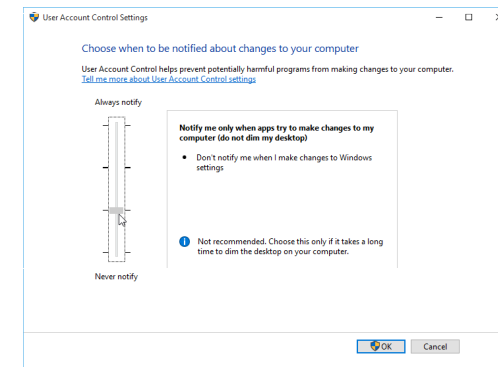 User Account Control Settings
Choose when to be notified about changes to your computer
User Account Control helps prevent potentially harmful programs from making changes to your computer.
Tell me more about User Account Control settings
Always notify
Notify me only when apps try to make changes to my
computer (do not dim my desktop)
• Don't notify me when I make changes to Windows
settings
Not recommended. Choose this only if it takes a long
time to dim the desktop on your computer.
Never notify
OK Cancel